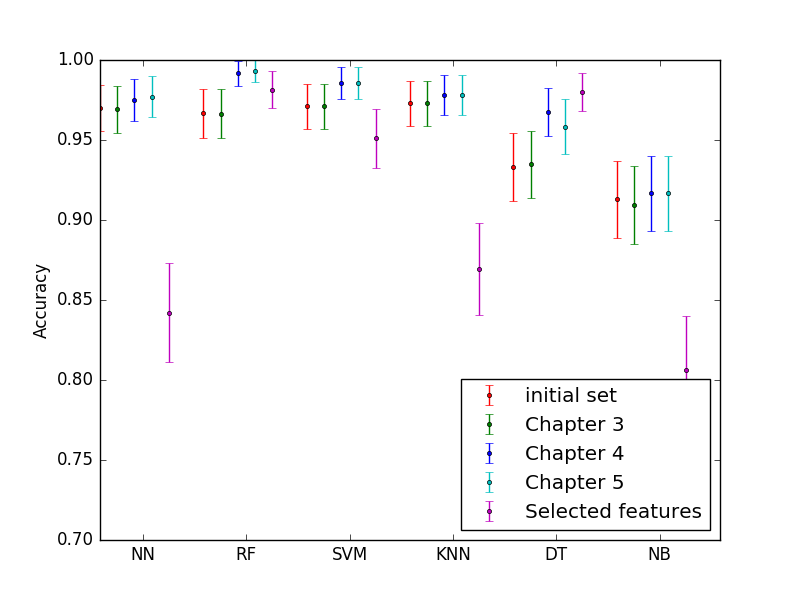 1.00
0.95
0.90
0.85
0.80
0.75
0.70
Accuracy
NN RF SVM KNN DT NB
initial set
Chapter 3
Chapter 4
Chapter 5
Selected features